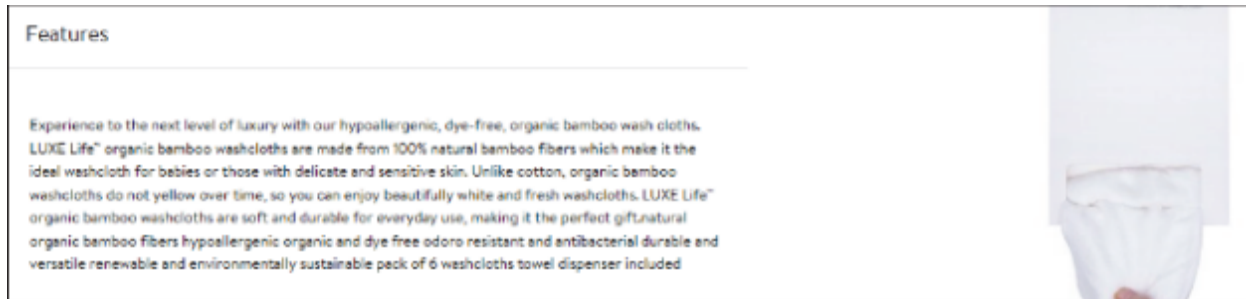 Features
Experience to the next level of luxury with our hypoallergenic, dye-free, organic bamboo wash cloths.
LUXE Life™ organic bamboo washcloths are made from 100% natural bamboo fibers which make it the
ideal washcloth for babies or those with delicate and sensitive skin. Unlike cotton, organic bamboo
washcloths do not yellow over time, so you can enjoy beautifully white and fresh washcloths. LUXE Life™
organic bamboo washcloths are soft and durable for everyday use, making it the perfect gift.natural
organic bamboo fibers hypoallergenic organic and dye free odoro resistant and antibacterial durable and
versatile renewable and environmentally sustainable pack of 6 washcloths towel dispenser included